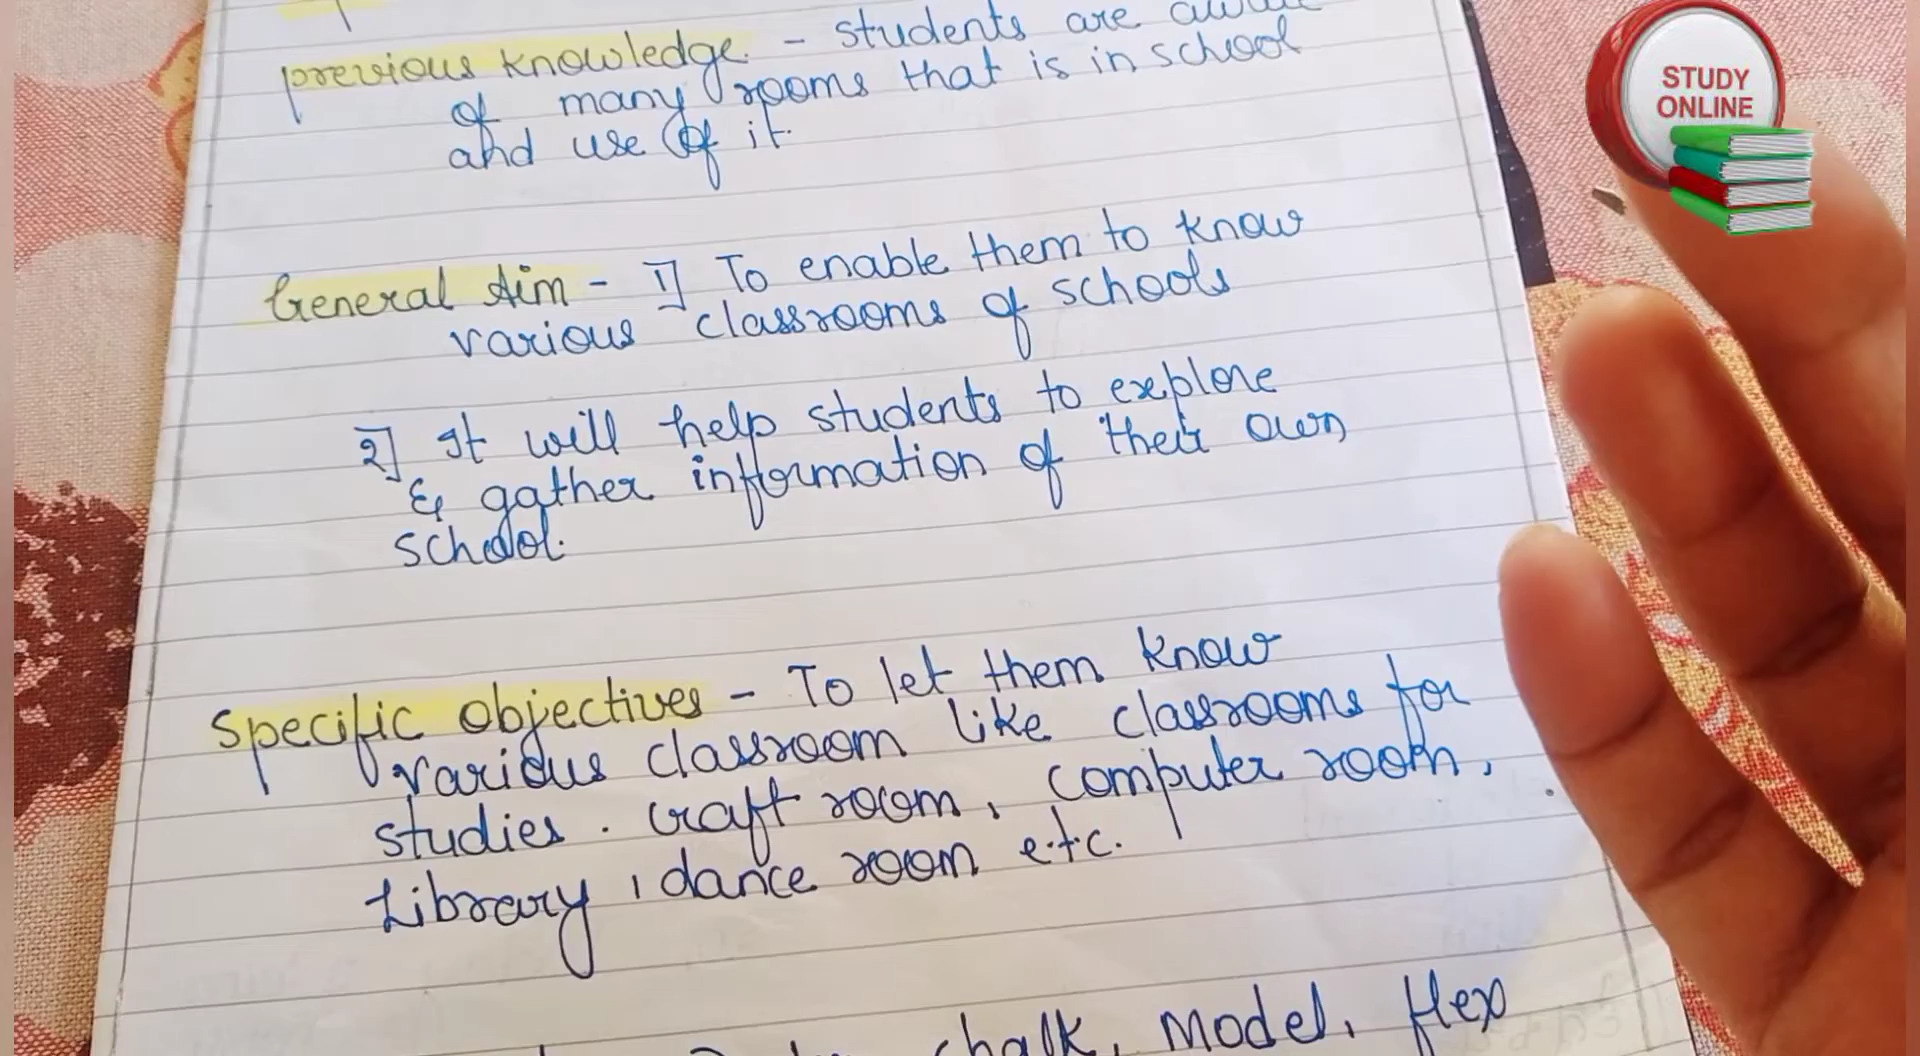 previous knowledge. - students are aware
of many rooms that is in school
and use of it.
General Aim - 1] To enable them to know
various classrooms of schools
2] It will help students to explore
& gather information of their own
school.
specific objectives - To let them know
various classroom like classrooms for
studies. craft room, computer room,
Library, dance room e.t.c.
chalk, Model, flex
STUDY
ONLINE